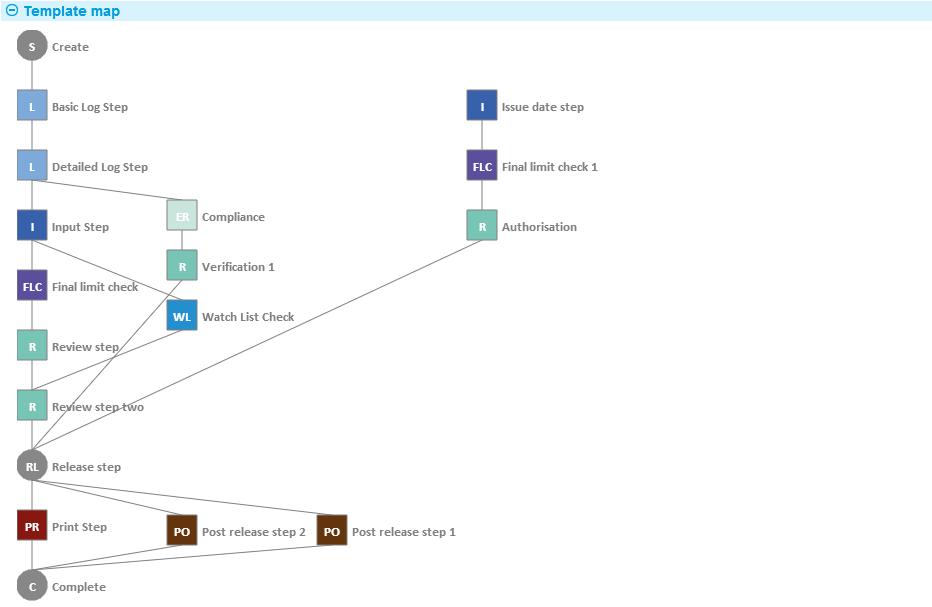 Template map
S Create
L Basic Log Step
I Issue date step
L Detailed Log Step
FLC Final limit check 1
ER Compliance
I Input Step
R Authorisation
R Verification 1
FLC Final limit check
WL Watch List Check
R Review step
R Review step two
RL Release step
PR Print Step
PO Post release step 2
PO Post release step 1
C Complete